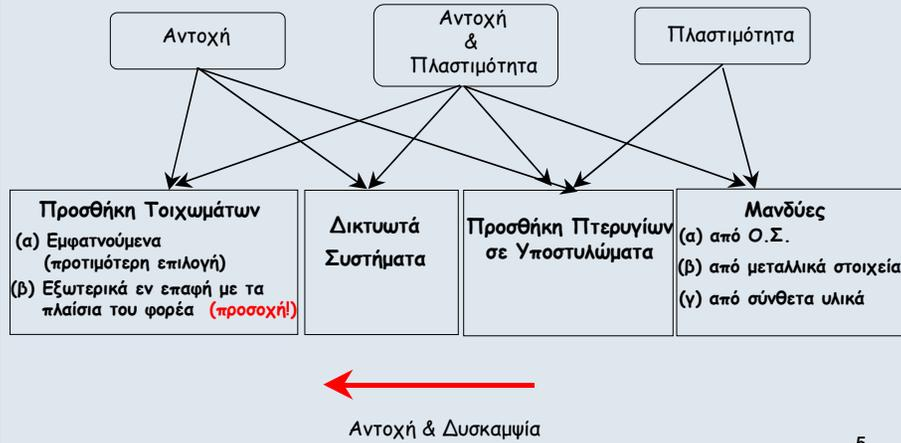 Αντοχή
Αντοχή
&
Πλαστιμότητα
Πλαστιμότητα
Προσθήκη Τοιχωμάτων
(α) Εμφατνούμενα
(προτιμότερη επιλογή)
(β) Εξωτερικά εν επαφή με τα
πλαίσια του φορέα (προσοχή!)
Δικτυωτά
Συστήματα
Προσθήκη Πτερυγίων
σε Υποστυλώματα
Μανδύες
(α) από Ο.Σ.
(β) από μεταλλικά στοιχεία
(γ) από σύνθετα υλικά
Αντοχή & Δυσκαμψία
5